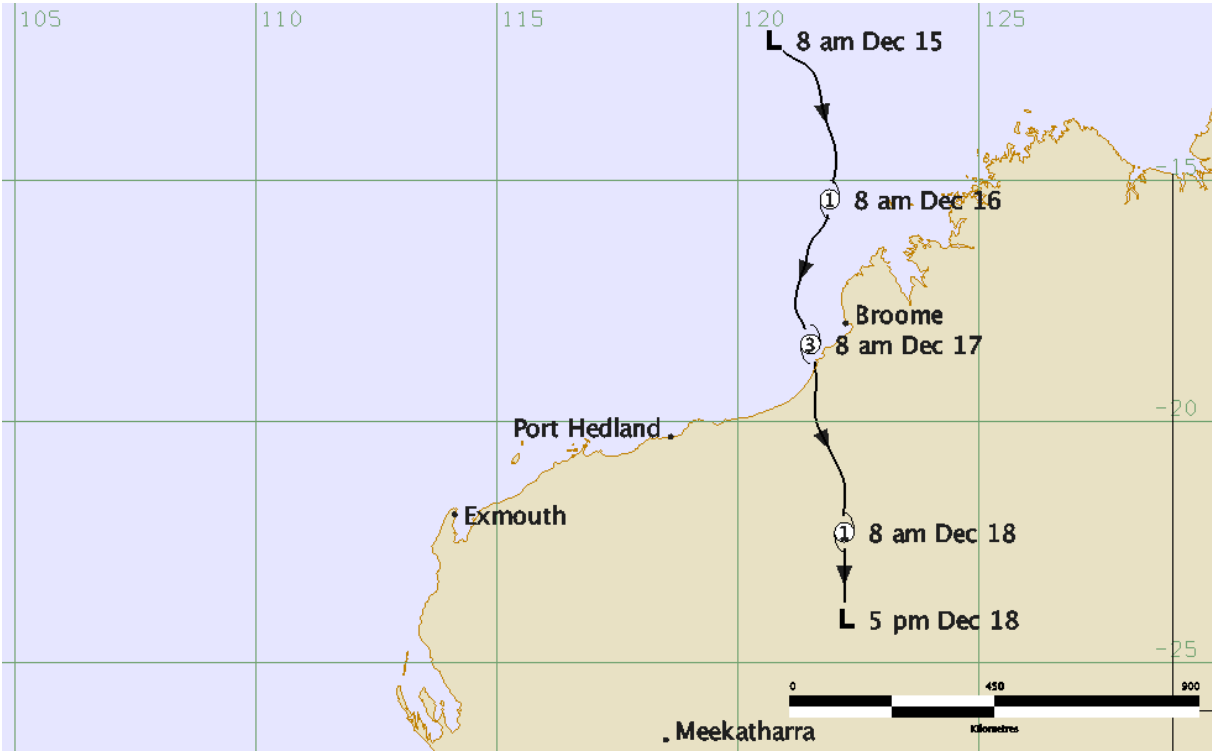 105
110
115
120
125
L 8 am Dec 15
-15
1 8 am Dec 16
Broome
3 8 am Dec 17
-20
Port Hedland
Exmouth
1 8 am Dec 18
L 5 pm Dec 18
-25
0 450 900
Kilometres
Meekatharra